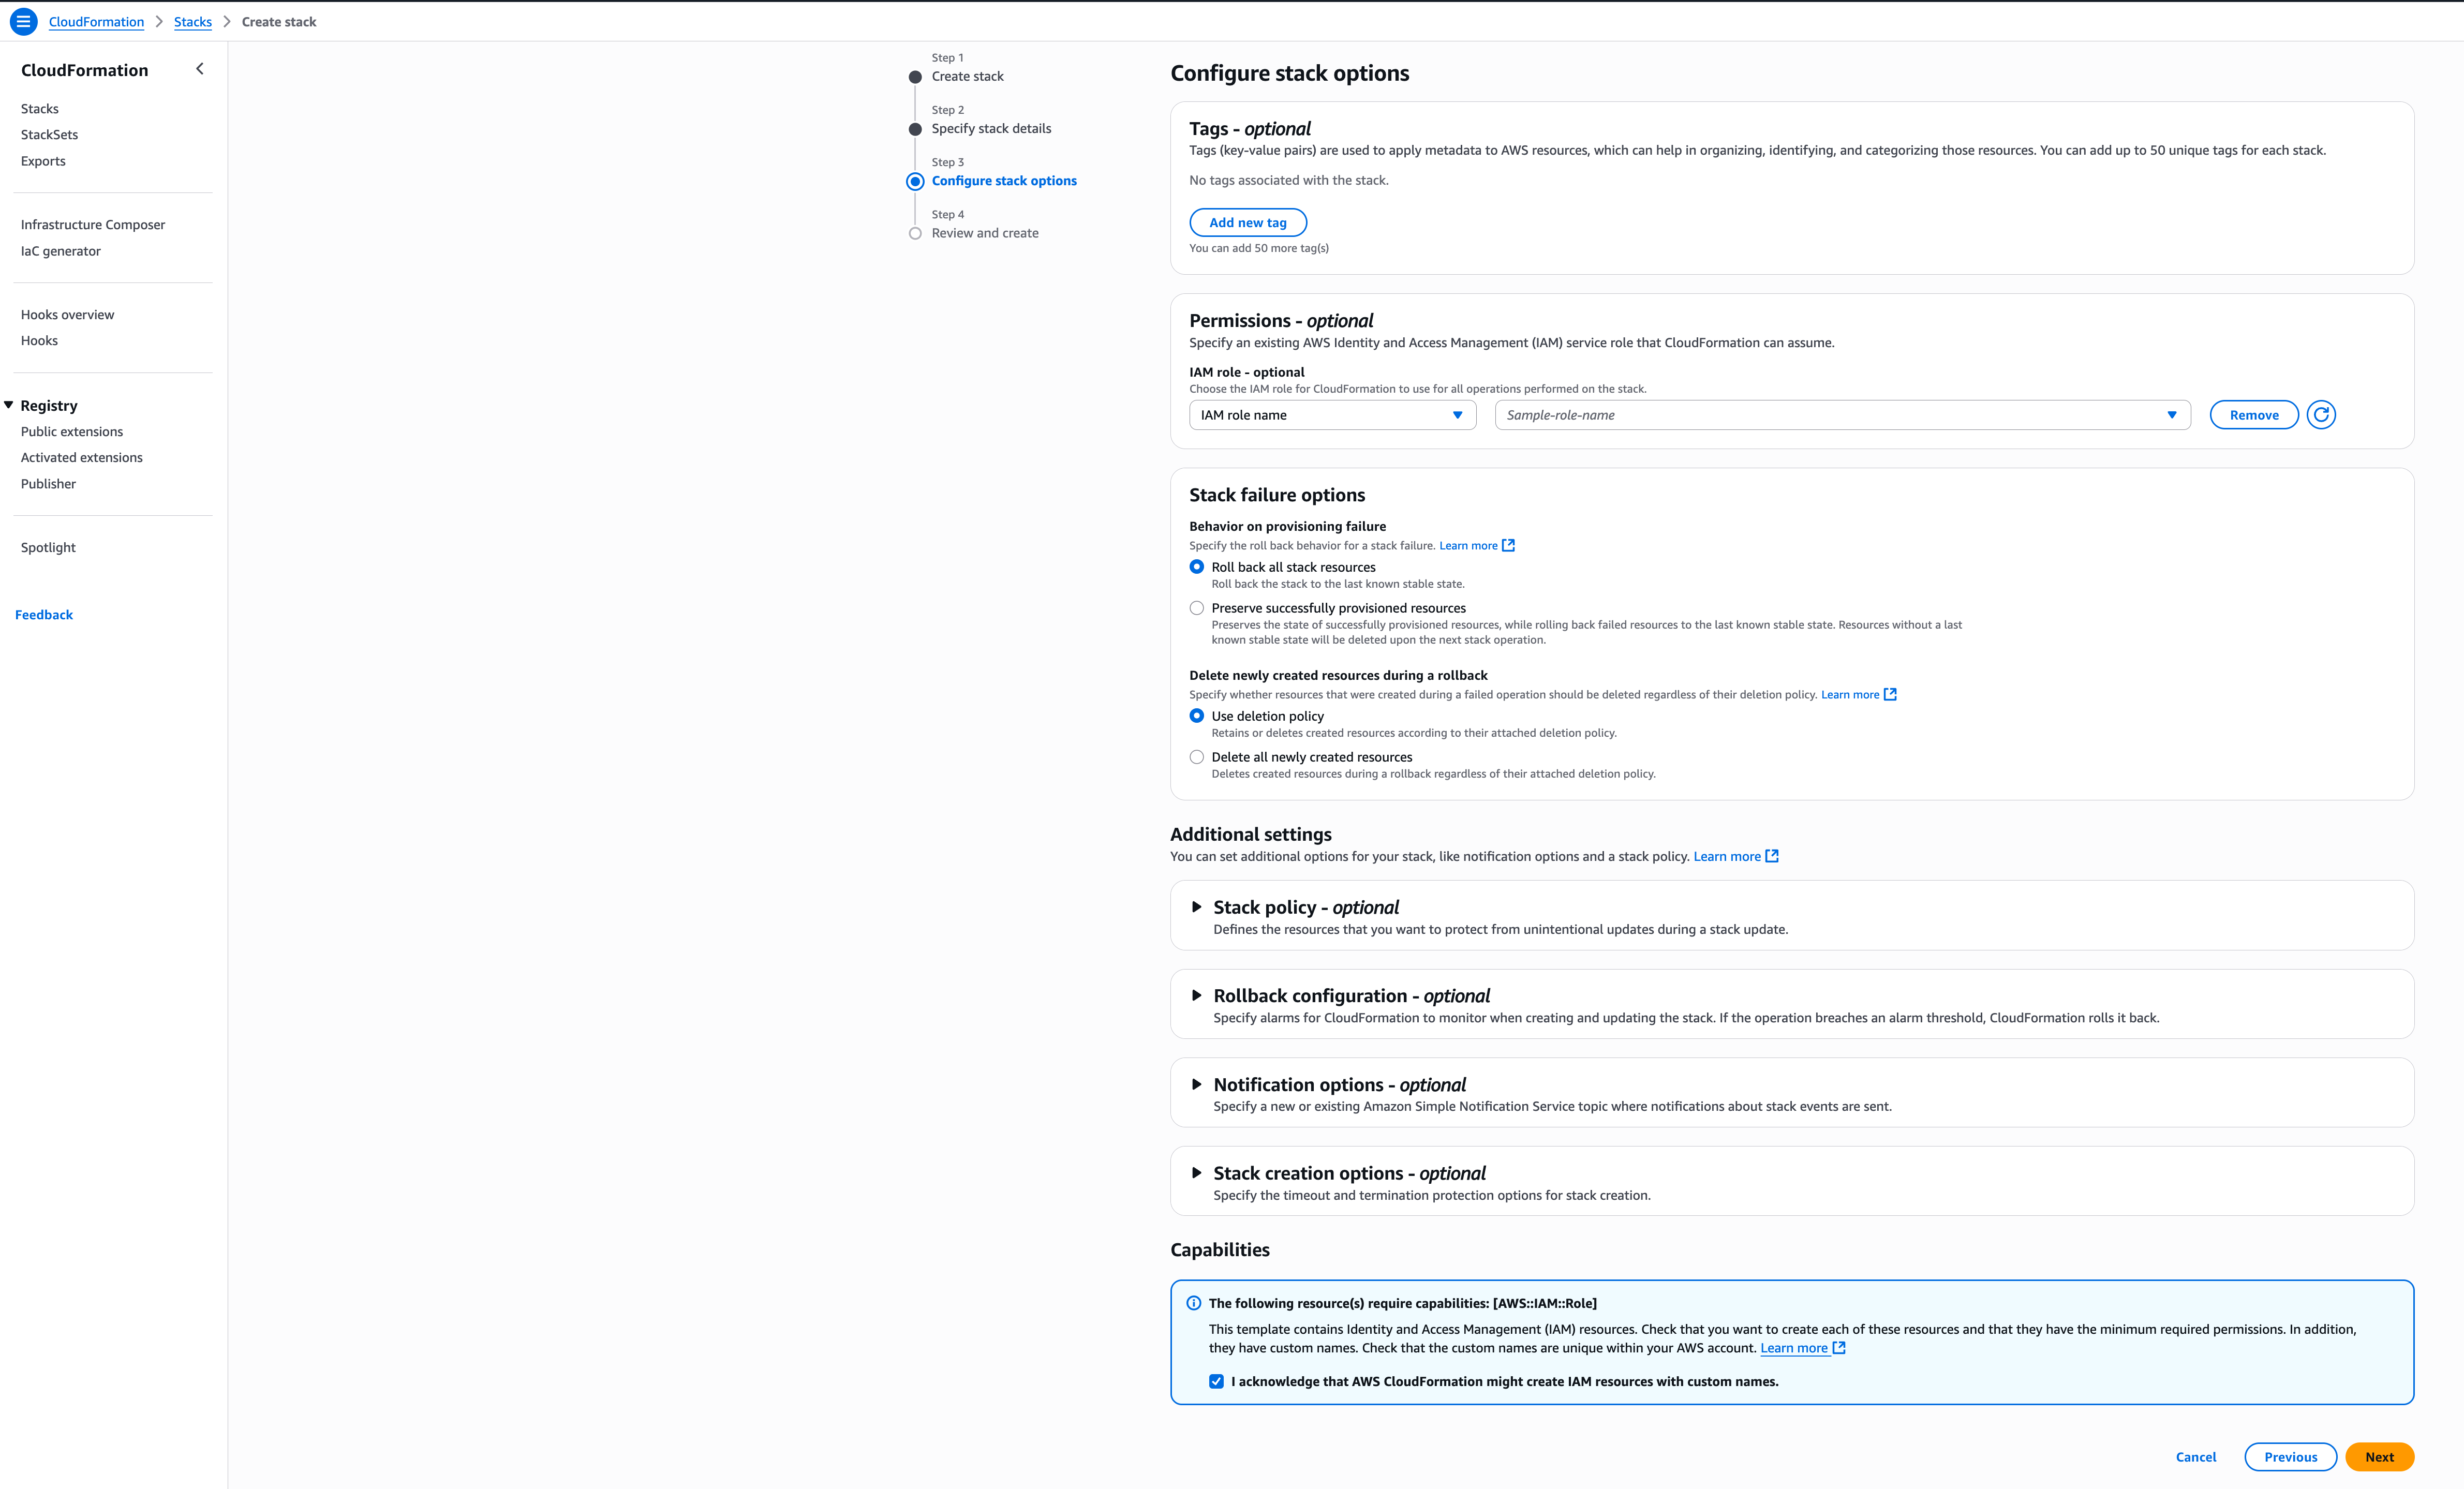 CloudFormation > Stacks > Create stack
CloudFormation
Stacks
StackSets
Exports
Infrastructure Composer
IaC generator
Hooks overview
Hooks
Registry
Public extensions
Activated extensions
Publisher
Spotlight
Feedback
Step 1
Create stack
Step 2
Specify stack details
Step 3
Configure stack options
Step 4
Review and create
Configure stack options
Tags - optional
Tags (key-value pairs) are used to apply metadata to AWS resources, which can help in organizing, identifying, and categorizing those resources. You can add up to 50 unique tags for each stack.
No tags associated with the stack.
Add new tag
You can add 50 more tag(s)
Permissions - optional
Specify an existing AWS Identity and Access Management (IAM) service role that CloudFormation can assume.
IAM role - optional
Choose the IAM role for CloudFormation to use for all operations performed on the stack.
IAM role name Sample-role-name Remove
Stack failure options
Behavior on provisioning failure
Specify the roll back behavior for a stack failure. Learn more
Roll back all stack resources
Roll back the stack to the last known stable state.
Preserve successfully provisioned resources
Preserves the state of successfully provisioned resources, while rolling back failed resources to the last known stable state. Resources without a last
known stable state will be deleted upon the next stack operation.
Delete newly created resources during a rollback
Specify whether resources that were created during a failed operation should be deleted regardless of their deletion policy. Learn more
Use deletion policy
Retains or deletes created resources according to their attached deletion policy.
Delete all newly created resources
Deletes created resources during a rollback regardless of their attached deletion policy.
Additional settings
You can set additional options for your stack, like notification options and a stack policy. Learn more
Stack policy - optional
Defines the resources that you want to protect from unintentional updates during a stack update.
Rollback configuration - optional
Specify alarms for CloudFormation to monitor when creating and updating the stack. If the operation breaches an alarm threshold, CloudFormation rolls it back.
Notification options - optional
Specify a new or existing Amazon Simple Notification Service topic where notifications about stack events are sent.
Stack creation options - optional
Specify the timeout and termination protection options for stack creation.
Capabilities
The following resource(s) require capabilities: [AWS::IAM::Role]
This template contains Identity and Access Management (IAM) resources. Check that you want to create each of these resources and that they have the minimum required permissions. In addition,
they have custom names. Check that the custom names are unique within your AWS account. Learn more
I acknowledge that AWS CloudFormation might create IAM resources with custom names.
Cancel Previous Next